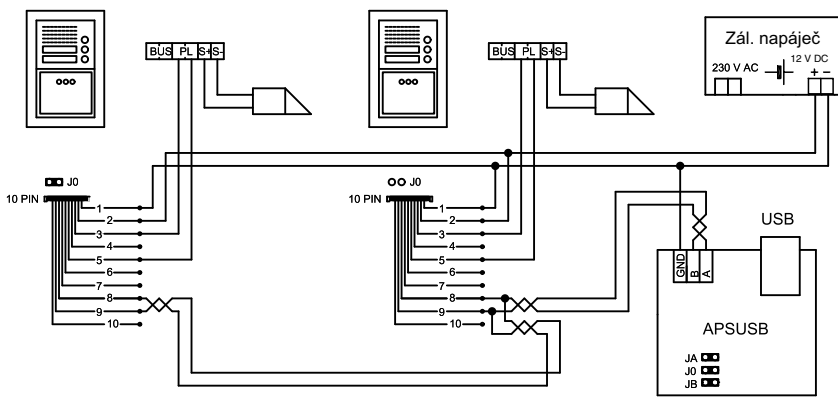 BUS PL S+ S-
BUS PL S+ S-
Zál. napáječ
230 V AC
12 V DC
+ -
J0
10 PIN
1
2
3
4
5
6
7
8
9
10
J0
10 PIN
1
2
3
4
5
6
7
8
9
10
USB
GND
B
A
APSUSB
JA
J0
JB